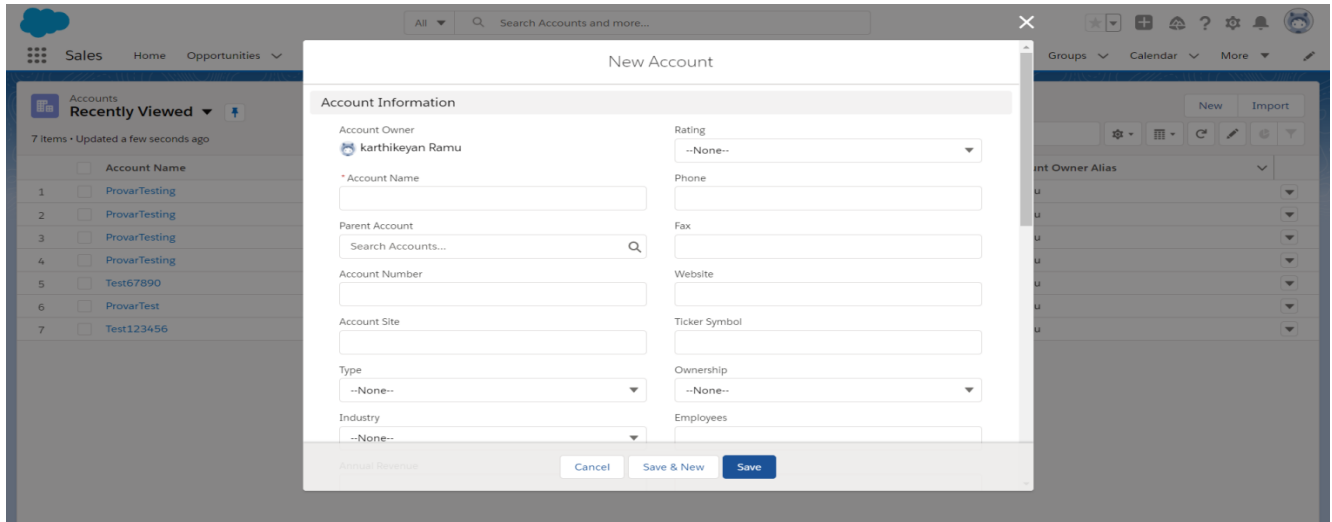 All
Search Accounts and more...
Sales
Home
Opportunities
Groups
Calendar
More
Accounts
Recently Viewed
7 items • Updated a few seconds ago
New
Import
Account Name
unt Owner Alias
1
ProvarTesting
u
2
ProvarTesting
u
3
ProvarTesting
u
4
ProvarTesting
u
5
Test67890
u
6
ProvarTest
u
7
Test123456
u
New Account
Account Information
Account Owner
karthikeyan Ramu
Rating
--None--
*Account Name
Phone
Parent Account
Search Accounts...
Fax
Account Number
Website
Account Site
Ticker Symbol
Type
--None--
Ownership
--None--
Industry
--None--
Employees
Annual Revenue
Cancel
Save & New
Save